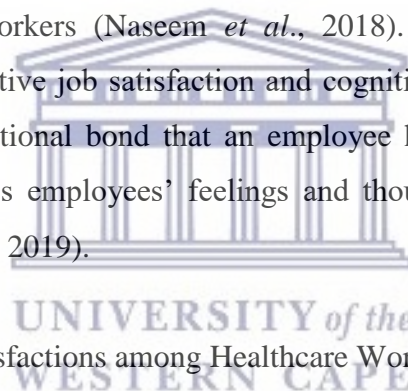 orkers (Naseem et al., 2018).
tive job satisfaction and cogniti
tional bond that an employee
s employees' feelings and thou
2019).
UNIVERSITY of the
sfactions among Healthcare Wor
WESTERN CAPE